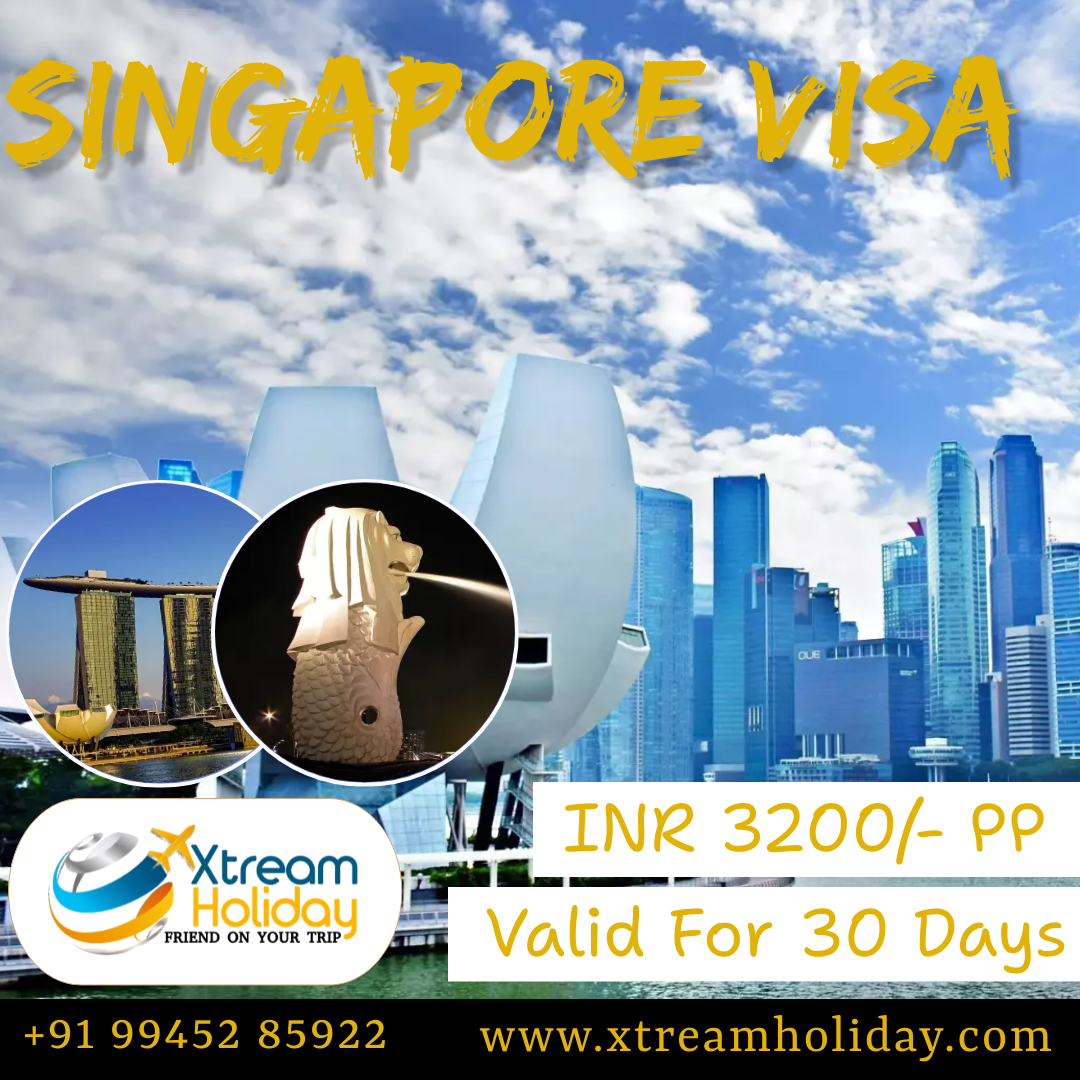 SINGAPORE VISA
OUE
INR 3200/- PP
Valid For 30 Days
Xtream
Holiday
FRIEND ON YOUR TRIP
+91 99452 85922
www.xtreamholiday.com